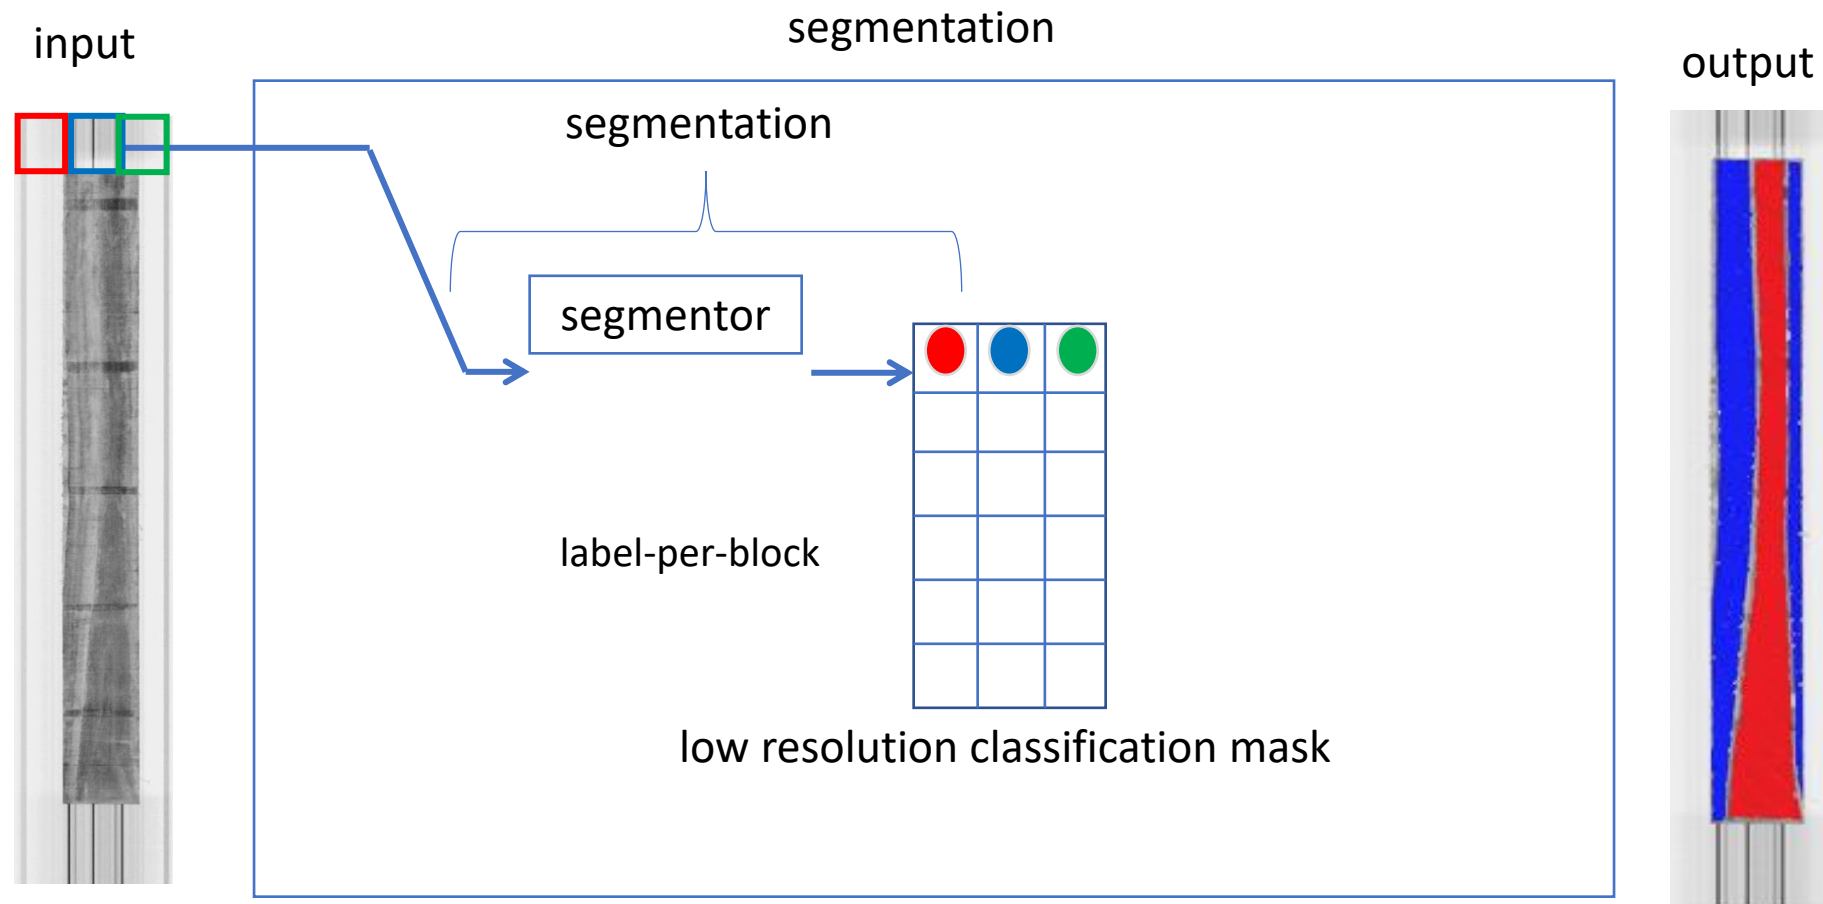 segmentation
input
output
segmentation
segmentor
label-per-block
low resolution classification mask